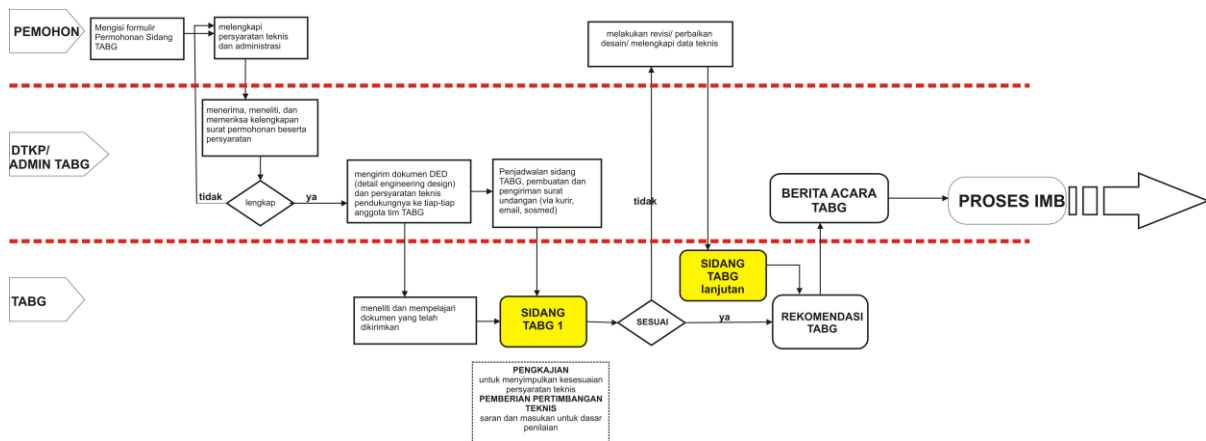 PEMOHON
Mengisi formulir
Permohonan Sidang
TABG
melengkapi
persyaratan teknis
dan administrasi
melakukan revisi/ perbaikan
desain/ melengkapi data teknis
DTKP/
ADMIN TABG
menerima, meneliti, dan
memeriksa kelengkapan
surat permohonan beserta
persyaratan
tidak
lengkap
ya
mengirim dokumen DED
(detail engineering design)
dan persyaratan teknis
pendukungnya ke tiap-tiap
anggota tim TABG
Penjadwalan sidang
TABG, pembuatan dan
pengiriman surat
undangan (via kurir,
email, sosmed)
tidak
BERITA ACARA
TABG
PROSES IMB
TABG
meneliti dan mempelajari
dokumen yang telah
dikirimkan
SIDANG
TABG 1
SESUAI
ya
SIDANG
TABG
lanjutan
REKOMENDASI
TABG
PENGKAJIAN
untuk menyimpulkan kesesuaian
persyaratan teknis
PEMBERIAN PERTIMBANGAN
TEKNIS
saran dan masukan untuk dasar
penilaian